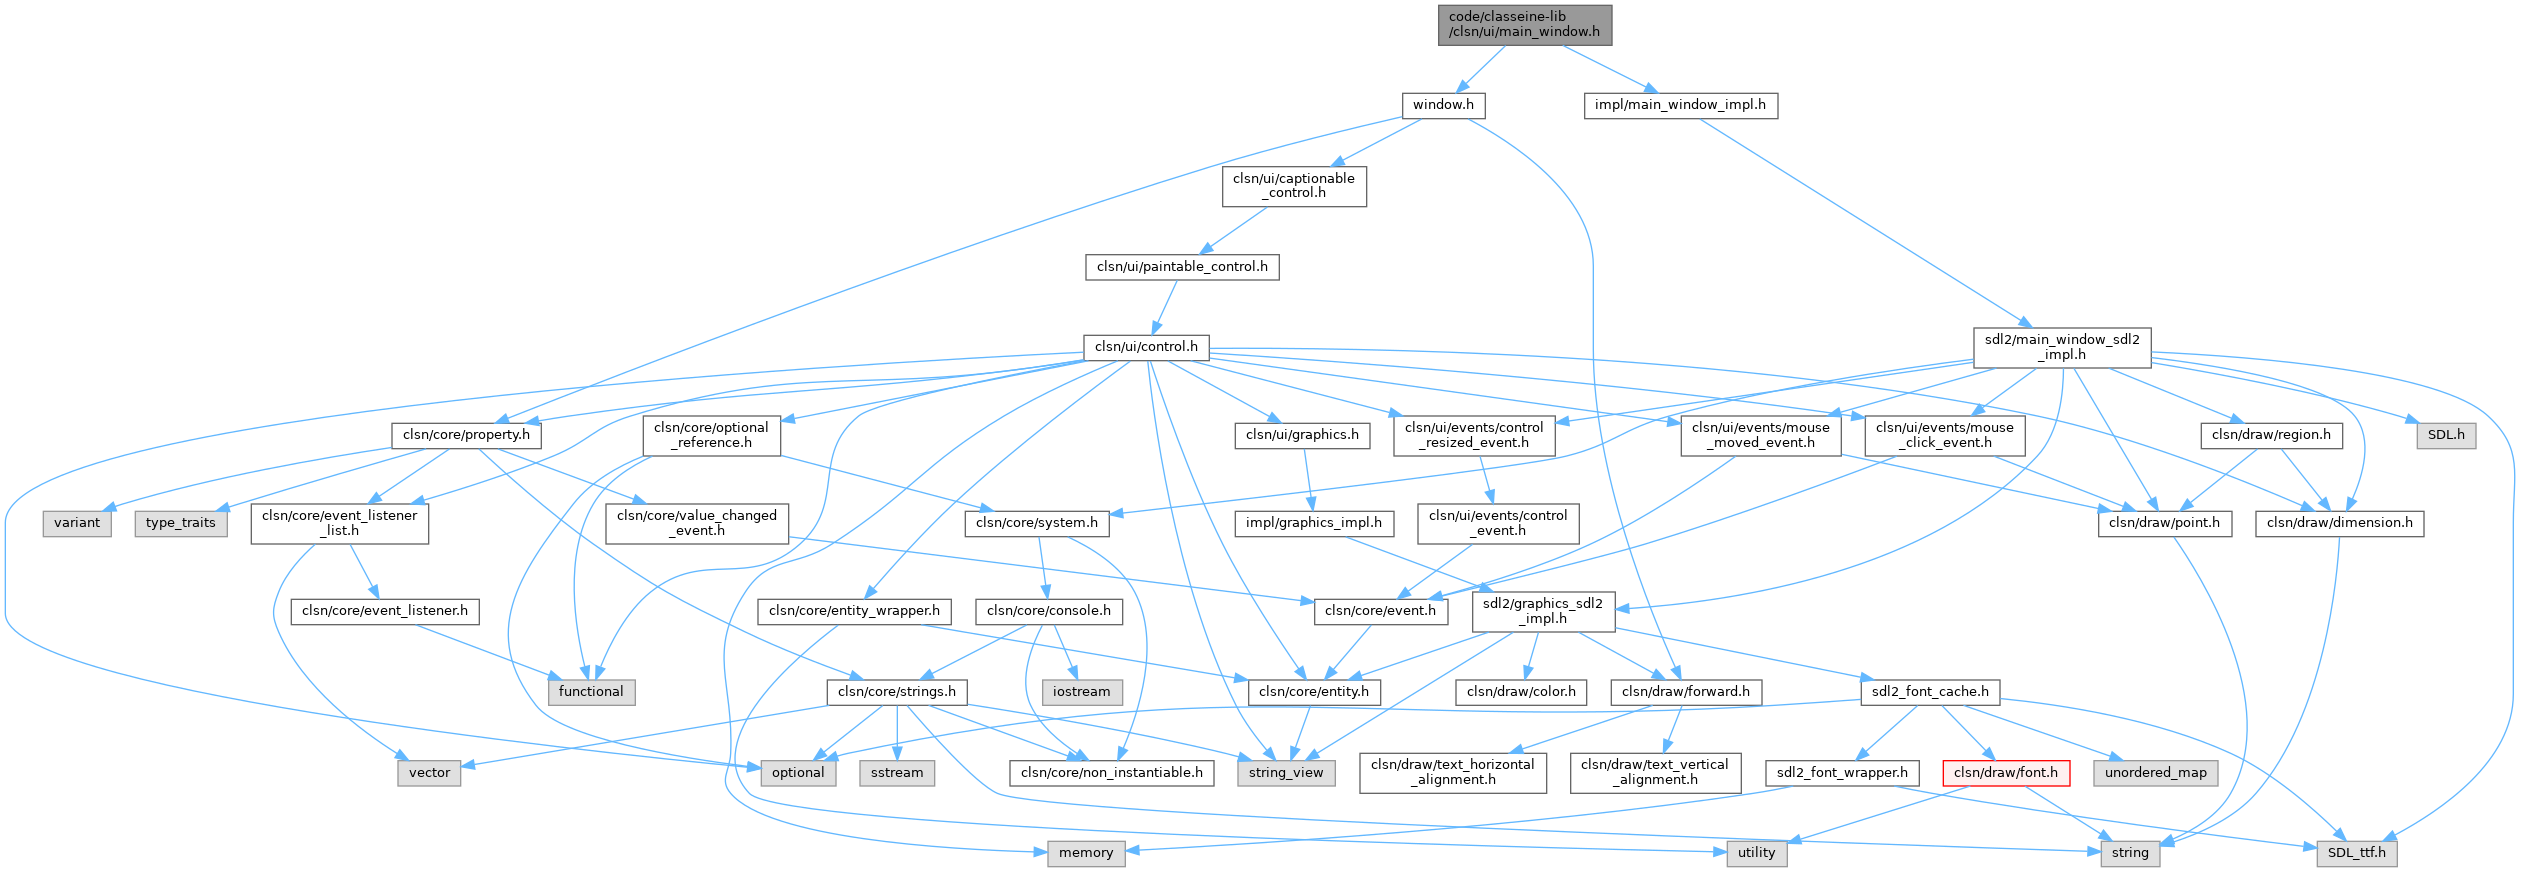 code/classeine-lib
/clsn/ui/main_window.h
window.h
impl/main_window_impl.h
clsn/ui/captionable
_control.h
clsn/ui/paintable_control.h
clsn/ui/control.h
sdl2/main_window_sdl2
_impl.h
clsn/core/property.h
clsn/core/optional
_reference.h
clsn/ui/graphics.h
clsn/ui/events/control
_resized_event.h
clsn/ui/events/mouse
_moved_event.h
clsn/ui/events/mouse
_click_event.h
clsn/draw/region.h
SDL.h
variant
type_traits
clsn/core/event_listener
_list.h
clsn/core/value_changed
_event.h
clsn/core/system.h
impl/graphics_impl.h
clsn/ui/events/control
_event.h
clsn/draw/point.h
clsn/draw/dimension.h
clsn/core/event_listener.h
clsn/core/entity_wrapper.h
clsn/core/console.h
clsn/core/event.h
sdl2/graphics_sdl2
_impl.h
functional
clsn/core/strings.h
iostream
clsn/core/entity.h
clsn/draw/color.h
clsn/draw/forward.h
sdl2_font_cache.h
vector
optional
sstream
clsn/core/non_instantiable.h
string_view
clsn/draw/text_horizontal
_alignment.h
clsn/draw/text_vertical
_alignment.h
sdl2_font_wrapper.h
clsn/draw/font.h
unordered_map
memory
utility
string
SDL_ttf.h